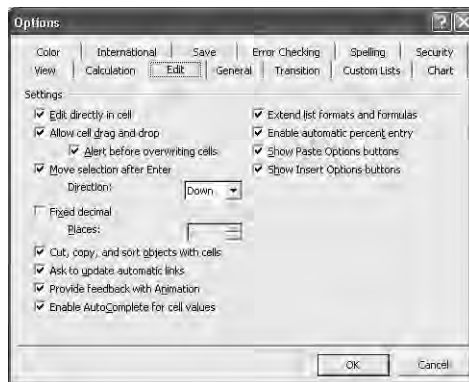 Options
Color International Save Error Checking Spelling Security
View Calculation Edit General Transition Custom Lists Chart
Settings
Edit directly in cell
Allow cell drag and drop
Alert before overwriting cells
Move selection after Enter
Direction: Down
Fixed decimal
Places:
Cut, copy, and sort objects with cells
Ask to update automatic links
Provide feedback with Animation
Enable AutoComplete for cell values
Extend list formats and formulas
Enable automatic percent entry
Show Paste Options buttons
Show Insert Options buttons
OK Cancel